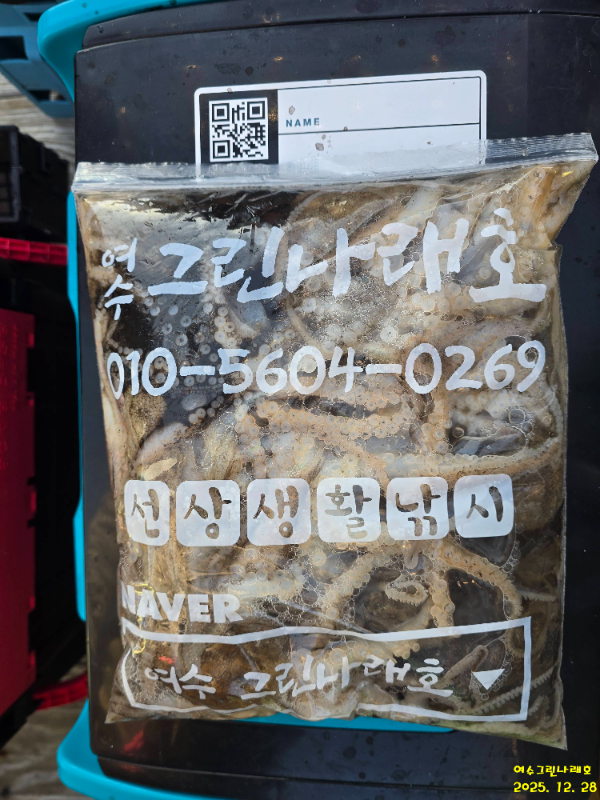 NAME
여수 그린나래호
010-5604-0269
선상생활낚시
NAVER
여수 그린나래호
여수그린나래호
2025. 12. 28